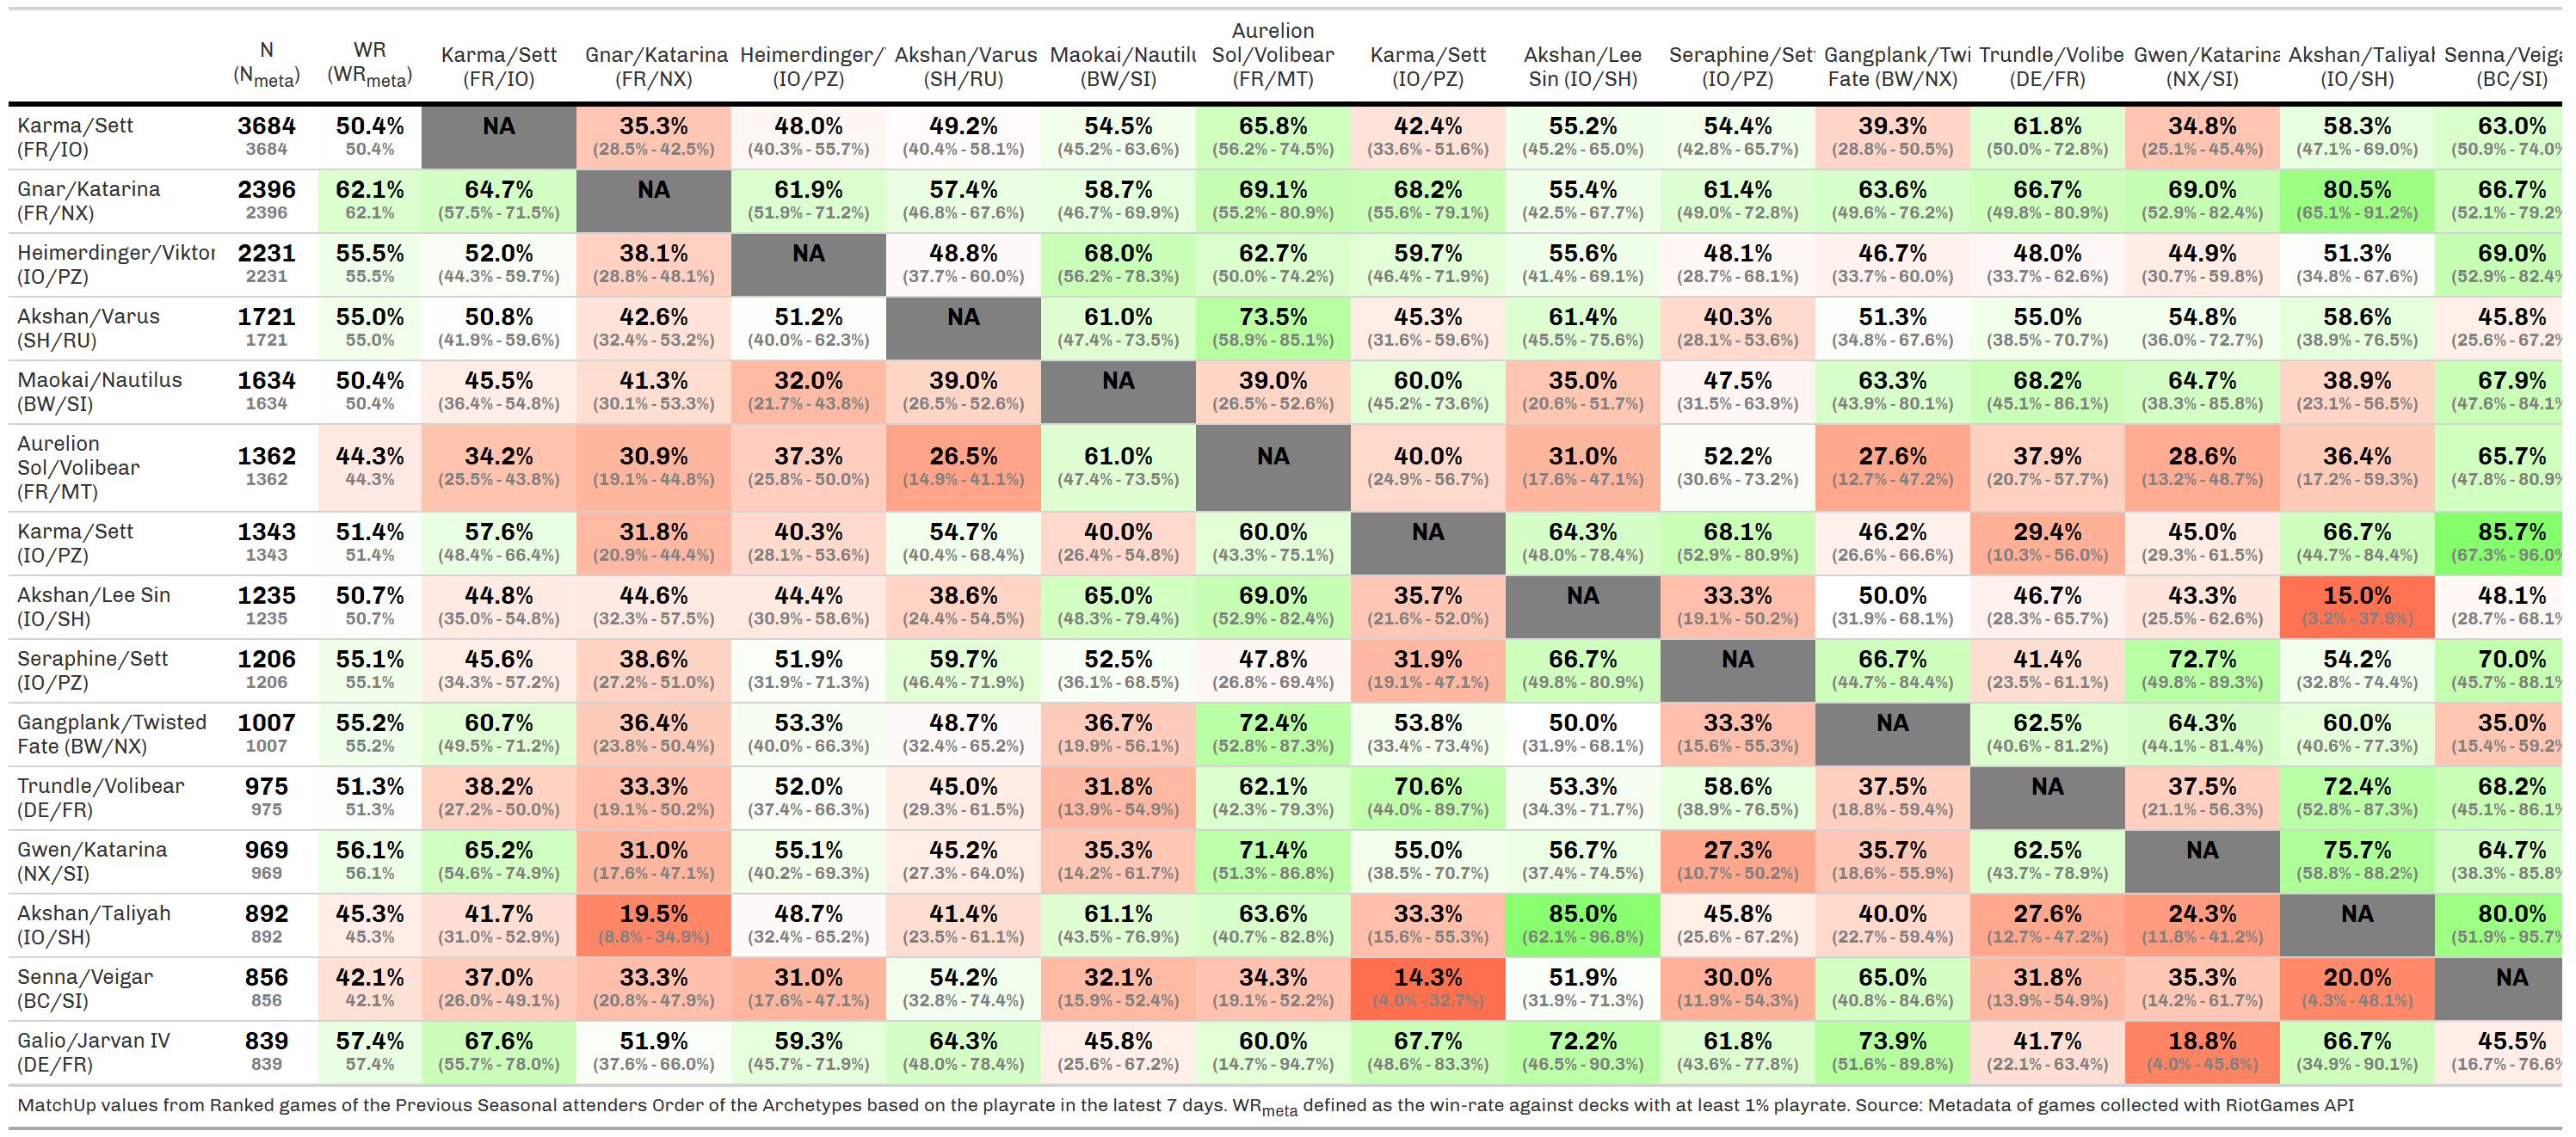 Aurelion
N WR Karma/Sett Gnar/Katarina Heimerdinger/ Akshan/Varus Maokai/Nautilu Sol/Volibear Karma/Sett Akshan/Lee Seraphine/Sett Gangplank/Twi Trundle/Volibe Gwen/Katarina Akshan/Taliyah Senna/Veiga
(Nmeta) (WRmeta) (FR/IO) (FR/NX) (IO/PZ) (SH/RU) (BW/SI) (FR/MT) (IO/PZ) Sin (IO/SH) (IO/PZ) Fate (BW/NX) (DE/FR) (NX/SI) (IO/SH) (BC/SI)
Karma/Sett 3684 50.4% NA 35.3% 48.0% 49.2% 54.5% 65.8% 42.4% 55.2% 54.4% 39.3% 61.8% 34.8% 58.3% 63.0%
(FR/IO) 3684 50.4% (28.5% - 42.5%) (40.3% - 55.7%) (40.4% - 58.1%) (45.2% - 63.6%) (56.2% - 74.5%) (33.6% - 51.6%) (45.2% - 65.0%) (42.8% - 65.7%) (28.8% - 50.5%) (50.0% - 72.8%) (25.1% - 45.4%) (47.1% - 69.0%) (50.9% - 74.0%
Gnar/Katarina 2396 62.1% 64.7% NA 61.9% 57.4% 58.7% 69.1% 68.2% 55.4% 61.4% 63.6% 66.7% 69.0% 80.5% 66.7%
(FR/NX) 2396 62.1% (57.5% - 71.5%) (51.9% - 71.2%) (46.8% - 67.6%) (46.7% - 69.9%) (55.2% - 80.9%) (55.6% - 79.1%) (42.5% - 67.7%) (49.0% - 72.8%) (49.6% - 76.2%) (49.8% - 80.9%) (52.9% - 82.4%) (65.1% - 91.2%) (52.1% - 79.2%
Heimerdinger/Viktor 2231 55.5% 52.0% 38.1% NA 48.8% 68.0% 62.7% 59.7% 55.6% 48.1% 46.7% 48.0% 44.9% 51.3% 69.0%
(IO/PZ) 2231 55.5% (44.3% - 59.7%) (28.8% - 48.1%) (37.7% - 60.0%) (56.2% - 78.3%) (50.0% - 74.2%) (46.4% - 71.9%) (41.4% - 69.1%) (28.7% - 68.1%) (33.7% - 60.0%) (33.7% - 62.6%) (30.7% - 59.8%) (34.8% - 67.6%) (52.9% - 82.4%
Akshan/Varus 1721 55.0% 50.8% 42.6% 51.2% NA 61.0% 73.5% 45.3% 61.4% 40.3% 51.3% 55.0% 54.8% 58.6% 45.8%
(SH/RU) 1721 55.0% (41.9% - 59.6%) (32.4% - 53.2%) (40.0% - 62.3%) (47.4% - 73.5%) (58.9% - 85.1%) (31.6% - 59.6%) (45.5% - 75.6%) (28.1% - 53.6%) (34.8% - 67.6%) (38.5% - 70.7%) (36.0% - 72.7%) (38.9% - 76.5%) (25.6% - 67.2%
Maokai/Nautilus 1634 50.4% 45.5% 41.3% 32.0% 39.0% NA 39.0% 60.0% 35.0% 47.5% 63.3% 68.2% 64.7% 38.9% 67.9%
(BW/SI) 1634 50.4% (36.4% - 54.8%) (30.1% - 53.3%) (21.7% - 43.8%) (26.5% - 52.6%) (26.5% - 52.6%) (45.2% - 73.6%) (20.6% - 51.7%) (31.5% - 63.9%) (43.9% - 80.1%) (45.1% - 86.1%) (38.3% - 85.8%) (23.1% - 56.5%) (47.6% - 84.1%
Aurelion
Sol/Volibear 1362 44.3% 34.2% 30.9% 37.3% 26.5% 61.0% NA 40.0% 31.0% 52.2% 27.6% 37.9% 28.6% 36.4% 65.7%
(FR/MT) 1362 44.3% (25.5% - 43.8%) (19.1% - 44.8%) (25.8% - 50.0%) (14.9% - 41.1%) (47.4% - 73.5%) (24.9% - 56.7%) (17.6% - 47.1%) (30.6% - 73.2%) (12.7% - 47.2%) (20.7% - 57.7%) (13.2% - 48.7%) (17.2% - 59.3%) (47.8% - 80.9%
Karma/Sett 1343 51.4% 57.6% 31.8% 40.3% 54.7% 40.0% 60.0% NA 64.3% 68.1% 46.2% 29.4% 45.0% 66.7% 85.7%
(IO/PZ) 1343 51.4% (48.4% - 66.4%) (20.9% - 44.4%) (28.1% - 53.6%) (40.4% - 68.4%) (26.4% - 54.8%) (43.3% - 75.1%) (48.0% - 78.4%) (52.9% - 80.9%) (26.6% - 66.6%) (10.3% - 56.0%) (29.3% - 61.5%) (44.7% - 84.4%) (67.3% - 96.0%
Akshan/Lee Sin 1235 50.7% 44.8% 44.6% 44.4% 38.6% 65.0% 69.0% 35.7% NA 33.3% 50.0% 46.7% 43.3% 15.0% 48.1%
(IO/SH) 1235 50.7% (35.0% - 54.8%) (32.3% - 57.5%) (30.9% - 58.6%) (24.4% - 54.5%) (48.3% - 79.4%) (52.9% - 82.4%) (21.6% - 52.0%) (19.1% - 50.2%) (31.9% - 68.1%) (28.3% - 65.7%) (25.5% - 62.6%) (3.2% - 37.9%) (28.7% - 68.1%
Seraphine/Sett 1206 55.1% 45.6% 38.6% 51.9% 59.7% 52.5% 47.8% 31.9% 66.7% NA 66.7% 41.4% 72.7% 54.2% 70.0%
(IO/PZ) 1206 55.1% (34.3% - 57.2%) (27.2% - 51.0%) (31.9% - 71.3%) (46.4% - 71.9%) (36.1% - 68.5%) (26.8% - 69.4%) (19.1% - 47.1%) (49.8% - 80.9%) (44.7% - 84.4%) (23.5% - 61.1%) (49.8% - 89.3%) (32.8% - 74.4%) (45.7% - 88.1%
Gangplank/Twisted 1007 55.2% 60.7% 36.4% 53.3% 48.7% 36.7% 72.4% 53.8% 50.0% 33.3% NA 62.5% 64.3% 60.0% 35.0%
Fate (BW/NX) 1007 55.2% (49.5% - 71.2%) (23.8% - 50.4%) (40.0% - 66.3%) (32.4% - 65.2%) (19.9% - 56.1%) (52.8% - 87.3%) (33.4% - 73.4%) (31.9% - 68.1%) (15.6% - 55.3%) (40.6% - 81.2%) (44.1% - 81.4%) (40.6% - 77.3%) (15.4% - 59.2%
Trundle/Volibear 975 51.3% 38.2% 33.3% 52.0% 45.0% 31.8% 62.1% 70.6% 53.3% 58.6% 37.5% NA 37.5% 72.4% 68.2%
(DE/FR) 975 51.3% (27.2% - 50.0%) (19.1% - 50.2%) (37.4% - 66.3%) (29.3% - 61.5%) (13.9% - 54.9%) (42.3% - 79.3%) (44.0% - 89.7%) (34.3% - 71.7%) (38.9% - 76.5%) (18.8% - 59.4%) (21.1% - 56.3%) (52.8% - 87.3%) (45.1% - 86.1%
Gwen/Katarina 969 56.1% 65.2% 31.0% 55.1% 45.2% 35.3% 71.4% 55.0% 56.7% 27.3% 35.7% 62.5% NA 75.7% 64.7%
(NX/SI) 969 56.1% (54.6% - 74.9%) (17.6% - 47.1%) (40.2% - 69.3%) (27.3% - 64.0%) (14.2% - 61.7%) (51.3% - 86.8%) (38.5% - 70.7%) (37.4% - 74.5%) (10.7% - 50.2%) (18.6% - 55.9%) (43.7% - 78.9%) (58.8% - 88.2%) (38.3% - 85.8%
Akshan/Taliyah 892 45.3% 41.7% 19.5% 48.7% 41.4% 61.1% 63.6% 33.3% 85.0% 45.8% 40.0% 27.6% 24.3% NA 80.0%
(IO/SH) 892 45.3% (31.0% - 52.9%) (8.8% - 34.9%) (32.4% - 65.2%) (23.5% - 61.1%) (43.5% - 76.9%) (40.7% - 82.8%) (15.6% - 55.3%) (62.1% - 96.8%) (25.6% - 67.2%) (22.7% - 59.4%) (12.7% - 47.2%) (11.8% - 41.2%) (51.9% - 95.7%
Senna/Veigar 856 42.1% 37.0% 33.3% 31.0% 54.2% 32.1% 34.3% 14.3% 51.9% 30.0% 65.0% 31.8% 35.3% 20.0% NA
(BC/SI) 856 42.1% (26.0% - 49.1%) (20.8% - 47.9%) (17.6% - 47.1%) (32.8% - 74.4%) (15.9% - 52.4%) (19.1% - 52.2%) (4.0% - 32.7%) (31.9% - 71.3%) (11.9% - 54.3%) (40.8% - 84.6%) (13.9% - 54.9%) (14.2% - 61.7%) (4.3% - 48.1%)
Galio/Jarvan IV 839 57.4% 67.6% 51.9% 59.3% 64.3% 45.8% 60.0% 67.7% 72.2% 61.8% 73.9% 41.7% 18.8% 66.7% 45.5%
(DE/FR) 839 57.4% (55.7% - 78.0%) (37.6% - 66.0%) (45.7% - 71.9%) (48.0% - 78.4%) (25.6% - 67.2%) (14.7% - 94.7%) (48.6% - 83.3%) (46.5% - 90.3%) (43.6% - 77.8%) (51.6% - 89.8%) (22.1% - 63.4%) (4.0% - 45.6%) (34.9% - 90.1%) (16.7% - 76.6%
MatchUp values from Ranked games of the Previous Seasonal attenders Order of the Archetypes based on the playrate in the latest 7 days. WRmeta defined as the win-rate against decks with at least 1% playrate. Source: Metadata of games collected with RiotGames API